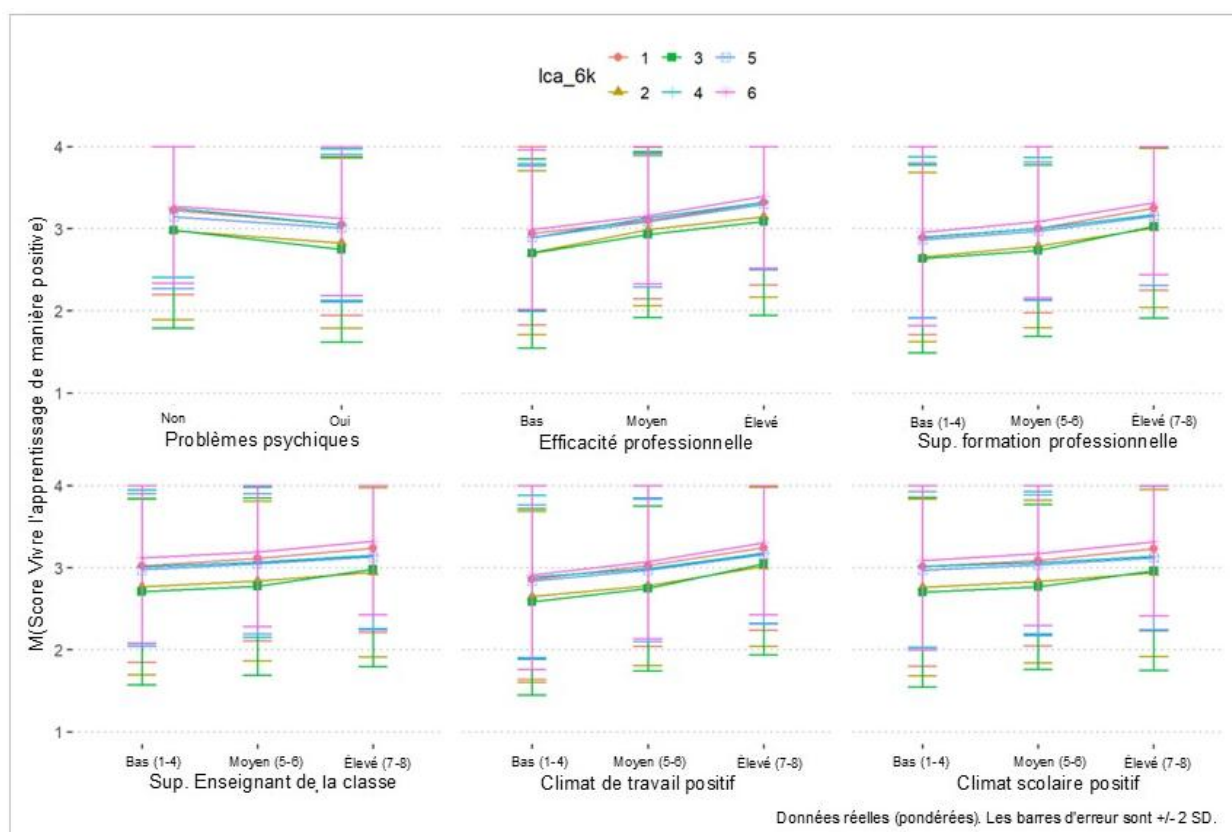 lca_6k
1 3 5
2 4 6
M(Score Vivre l'apprentissage de manière positive)
4
3
2
1
Non Oui
Problèmes psychiques
Bas Moyen Élevé
Efficacité professionnelle
Bas (1-4) Moyen (5-6) Élevé (7-8)
Sup. formation professionnelle
4
3
2
1
Bas (1-4) Moyen (5-6) Élevé (7-8)
Sup. Enseignant de la classe
Bas (1-4) Moyen (5-6) Élevé (7-8)
Climat de travail positif
Bas (1-4) Moyen (5-6) Élevé (7-8)
Climat scolaire positif
Données réelles (pondérées). Les barres d'erreur sont +/- 2 SD.